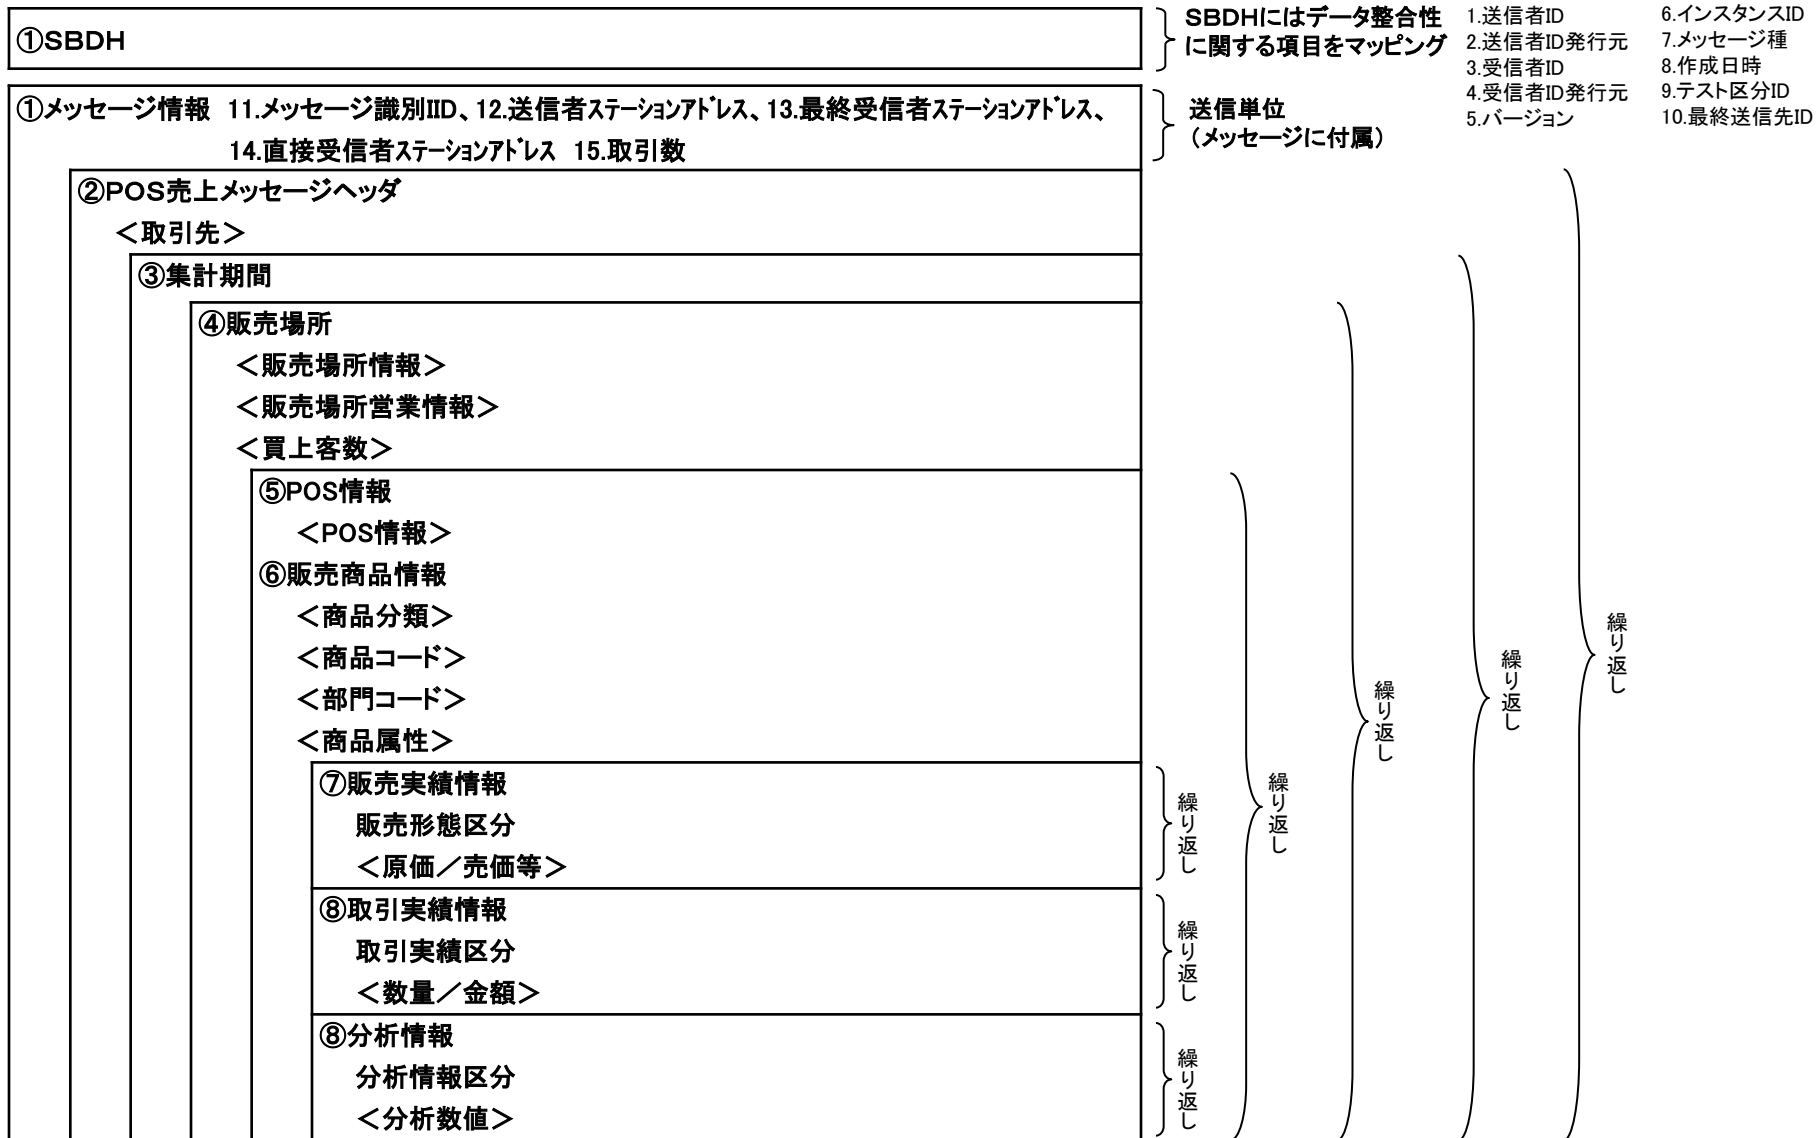 ①SBDH
SBDHにはデータ整合性
に関する項目をマッピング
1.送信者ID
2.送信者ID発行元
3.受信者ID
4.受信者ID発行元
5.バージョン
6.インスタンスID
7.メッセージ種
8.作成日時
9.テスト区分ID
10.最終送信先ID
①メッセージ情報 11.メッセージ識別IID、12.送信者ステーションアドレス、13.最終受信者ステーションアドレス、
14.直接受信者ステーションアドレス 15.取引数
送信単位
（メッセージに付属）
②POS売上メッセージヘッダ
＜取引先＞
③集計期間
④販売場所
＜販売場所情報＞
＜販売場所営業情報＞
＜買上客数＞
⑤POS情報
＜POS情報＞
⑥販売商品情報
＜商品分類＞
＜商品コード＞
＜部門コード＞
＜商品属性＞
⑦販売実績情報
販売形態区分
＜原価／売価等＞
⑧取引実績情報
取引実績区分
＜数量／金額＞
⑧分析情報
分析情報区分
＜分析数値＞
繰り返し
繰り返し
繰り返し
繰り返し
繰り返し
繰り返し
繰り返し